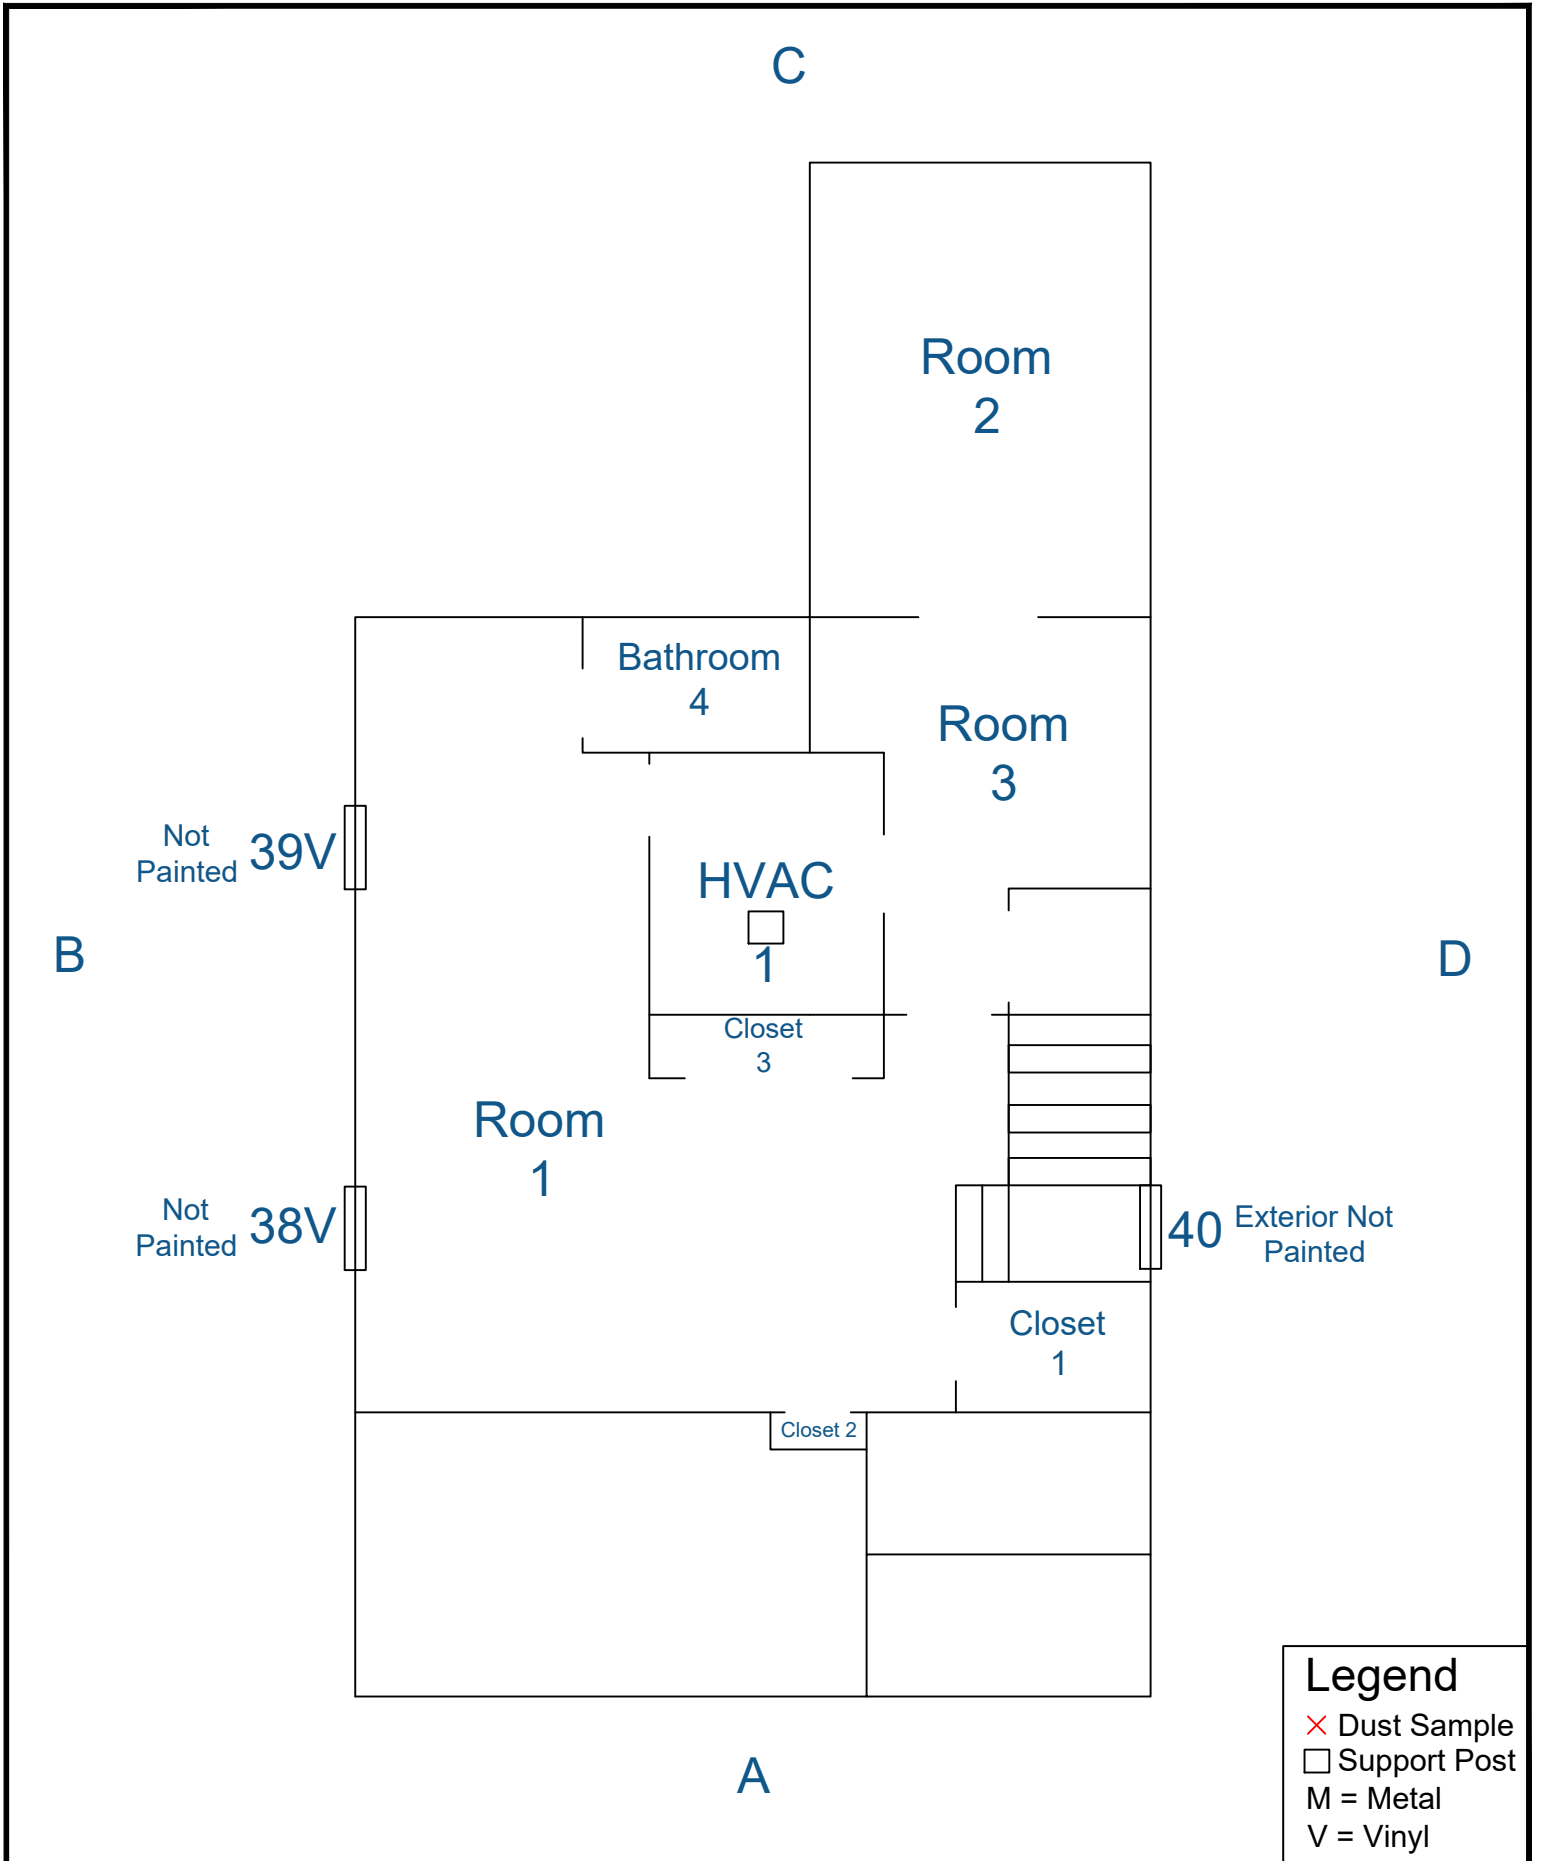 C
Room
2
Bathroom
4
Room
3
Not
Painted
39V
HVAC
1
B
D
Closet
3
Room
1
Not
Painted
38V
40
Exterior Not
Painted
Closet
1
Closet 2
A
Legend
Dust Sample
Support Post
M = Metal
V = Vinyl